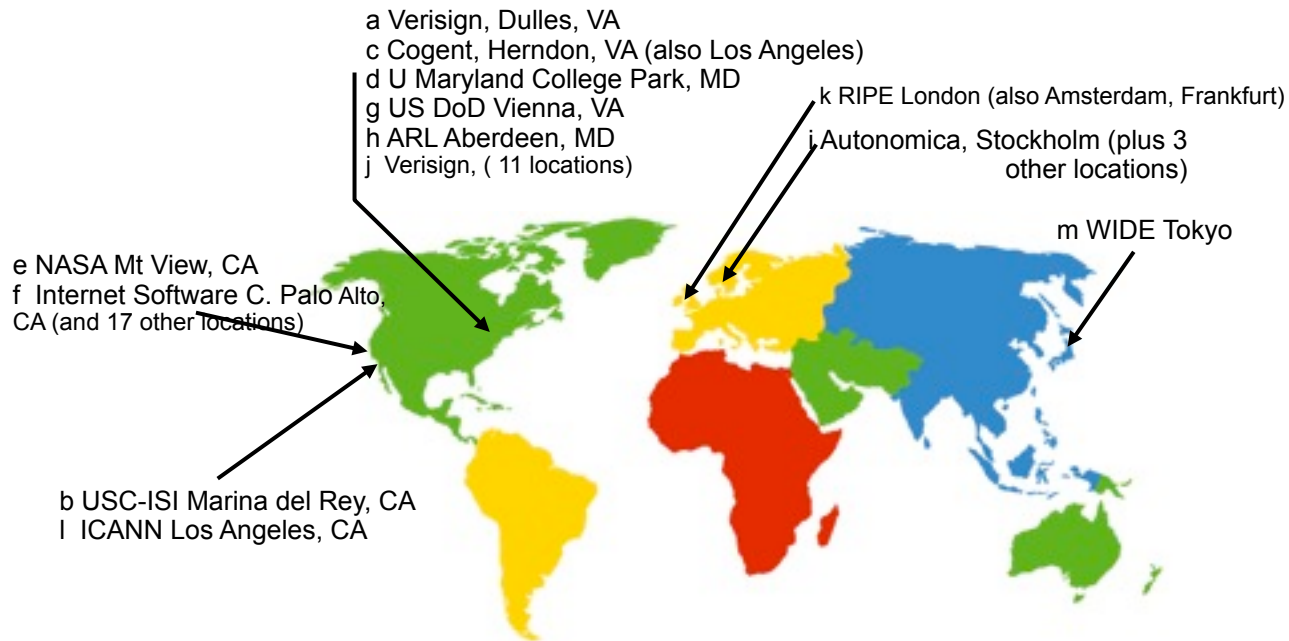 a Verisign, Dulles, VA
c Cogent, Herndon, VA (also Los Angeles)
d U Maryland College Park, MD
g US DoD Vienna, VA
h ARL Aberdeen, MD
j Verisign, ( 11 locations)
k RIPE London (also Amsterdam, Frankfurt)
i Autonomica, Stockholm (plus 3
other locations)
m WIDE Tokyo
e NASA Mt View, CA
f Internet Software C. Palo Alto,
CA (and 17 other locations)
b USC-ISI Marina del Rey, CA
l ICANN Los Angeles, CA